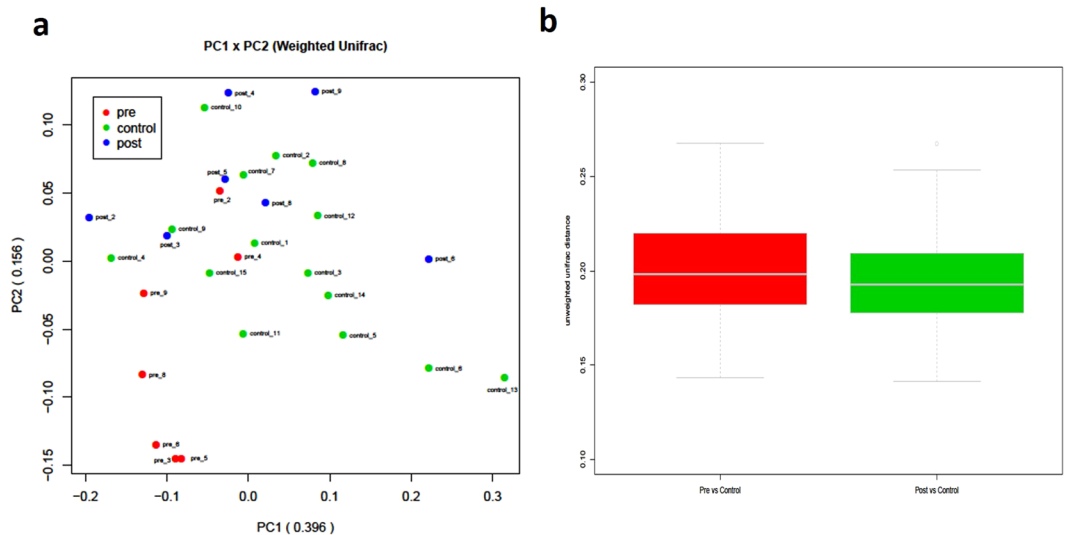 a
PC1 x PC2 (Weighted Unifrac)
pre
control
post
post_4
post_9
control_10
control_2
control_8
control_7
post_5
pre_2
post_8
post_2
control_12
control_9
post_3
control_1
control_4
pre_4
post_6
control_15
control_3
pre_9
control_14
control_11
control_5
pre_8
control_6
control_13
pre_6
pre_3
pre_5
0.10
0.05
0.00
−0.05
−0.10
−0.15
PC2 ( 0.156 )
−0.2
−0.1
0.0
0.1
0.2
0.3
PC1 ( 0.396 )
b
0.30
0.25
0.20
0.15
0.10
unweighted unifrac distance
Pre vs Control
Post vs Control